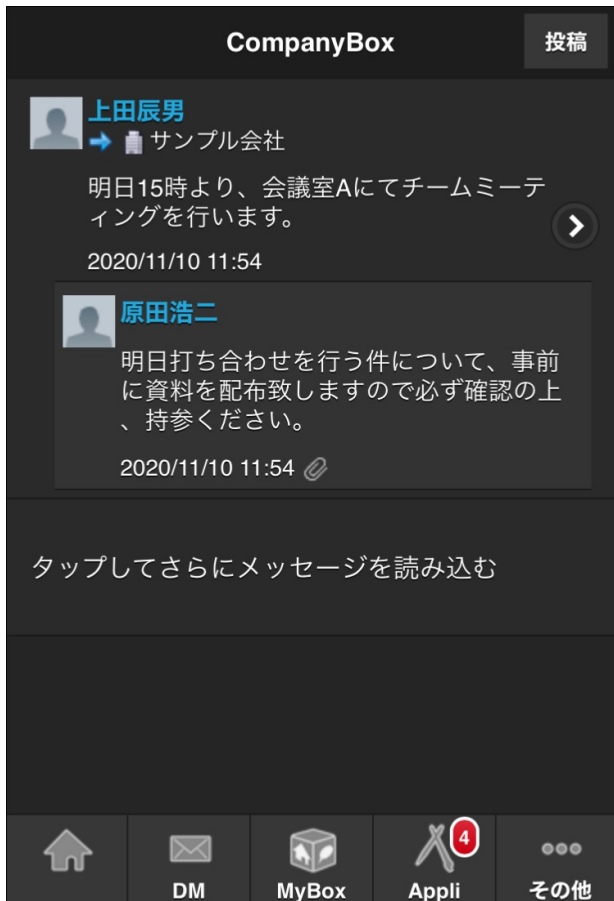 CompanyBox
投稿
上田辰男
サンプル会社
明日15時より、会議室Aにてチームミーテ
ィングを行います。
2020/11/10 11:54
原田浩二
明日打ち合わせを行う件について、事前
に資料を配布致しますので必ず確認の上
、持参ください。
2020/11/10 11:54
タップしてさらにメッセージを読み込む
4
DM
MyBox
Appli
その他